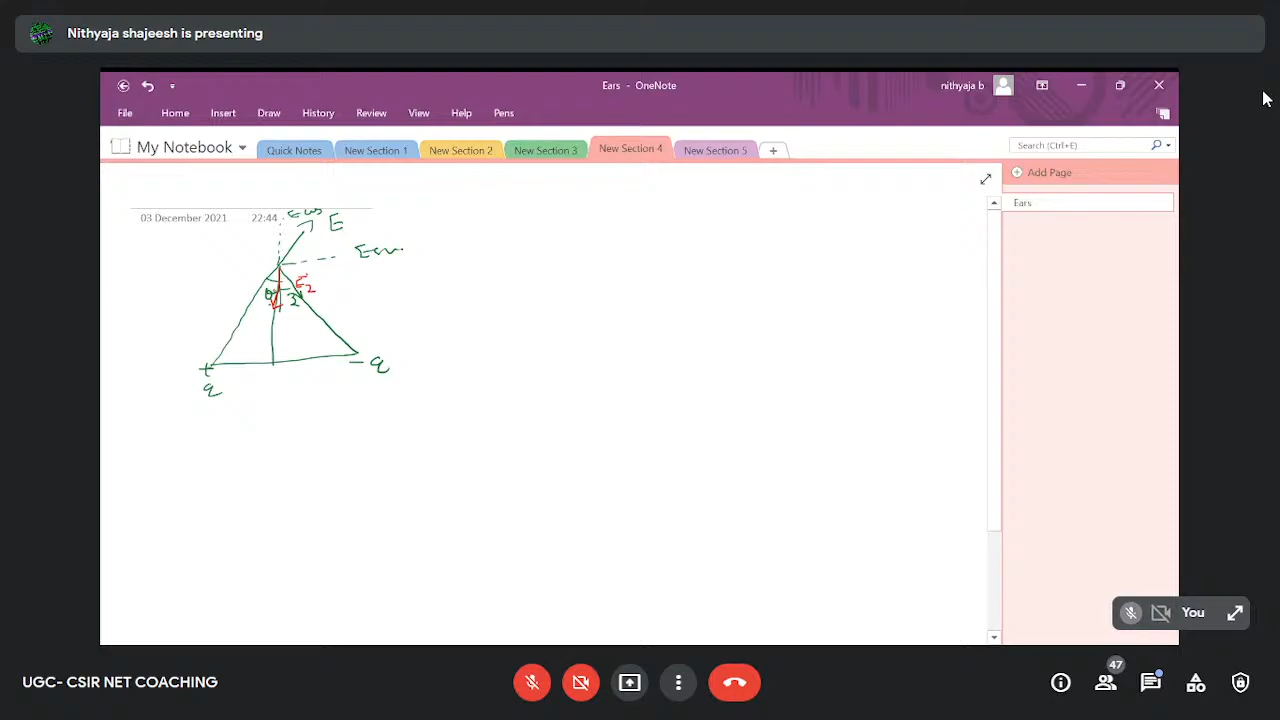 Nithyaja shajeesh is presenting
Ears - OneNote
nithyaja b
File Home Insert Draw History Review View Help Pens
My Notebook
Quick Notes
New Section 1
New Section 2
New Section 3
New Section 4
New Section 5
Search (Ctrl+E)
Add Page
Ears
03 December 2021 22:44
E
θ
E2
2
+
q
- q
You
UGC- CSIR NET COACHING
47